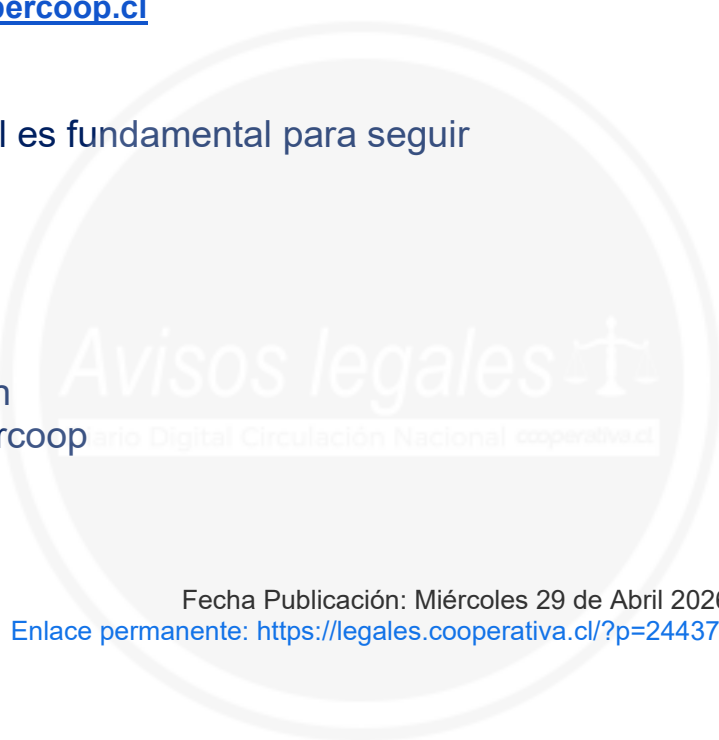 percoop.cl
l es fundamental para seguir
Avisos legales
n
rcoop
Diario Digital Circulación Nacional cooperativa.cl
Fecha Publicación: Miércoles 29 de Abril 2026
Enlace permanente: https://legales.cooperativa.cl/?p=24437